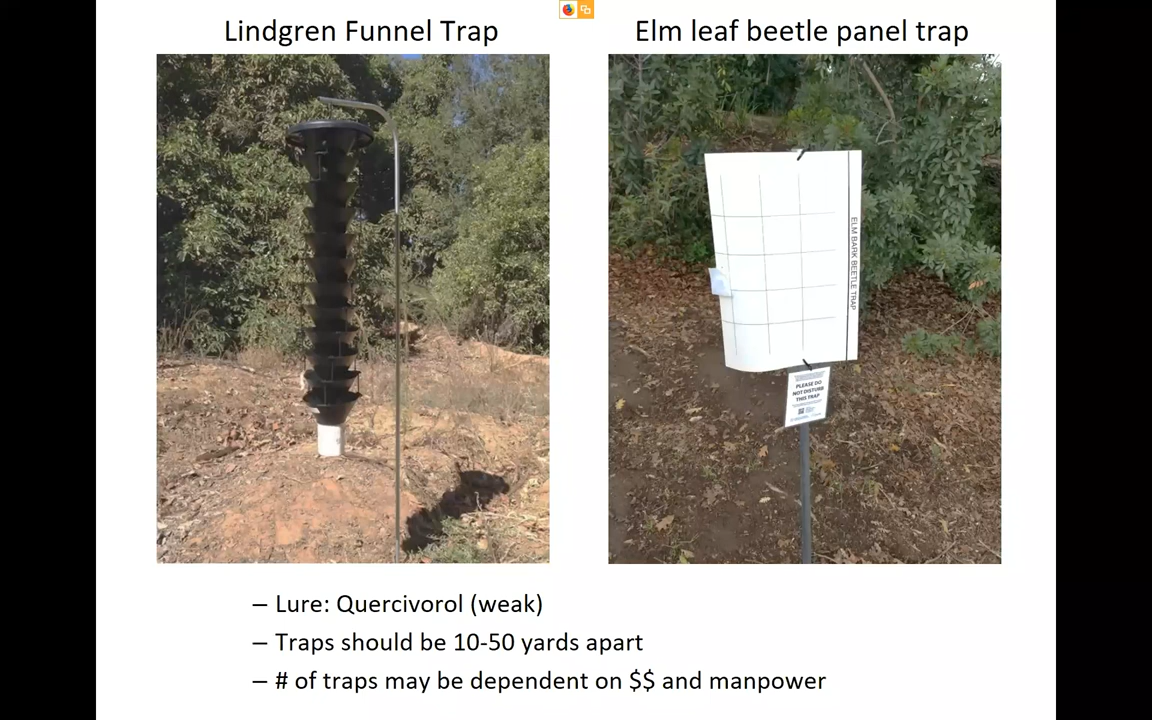 Lindgren Funnel Trap
Elm leaf beetle panel trap
ELM BARK BEETLE TRAP
PLEASE DO
NOT DISTURB
THIS TRAP
– Lure: Quercivorol (weak)
– Traps should be 10-50 yards apart
– # of traps may be dependent on $$ and manpower